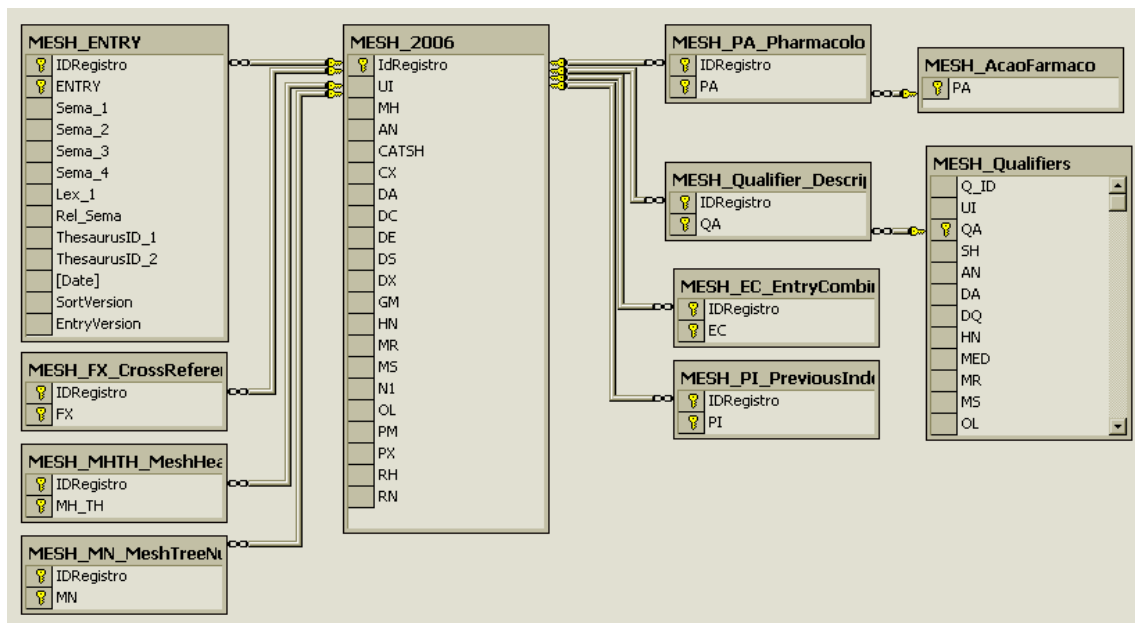 MESH_ENTRY
IDRegistro
ENTRY
Sema_1
Sema_2
Sema_3
Sema_4
Lex_1
Rel_Sema
ThesaurusID_1
ThesaurusID_2
[Date]
SortVersion
EntryVersion
MESH_FX_CrossReferer
IDRegistro
FX
MESH_MHTH_MeshHea
IDRegistro
MH_TH
MESH_MN_MeshTreeNu
IDRegistro
MN
MESH_2006
IdRegistro
UI
MH
AN
CATSH
CX
DA
DC
DE
DS
DX
GM
HN
MR
MS
N1
OL
PM
PX
RH
RN
MESH_PA_Pharmacolo
IDRegistro
PA
MESH_Qualifier_Descrip
IDRegistro
QA
MESH_EC_EntryCombin
IDRegistro
EC
MESH_PI_PreviousInde
IDRegistro
PI
MESH_AcaoFarmaco
PA
MESH_Qualifiers
Q_ID
UI
QA
SH
AN
DA
DQ
HN
MED
MR
MS
OL